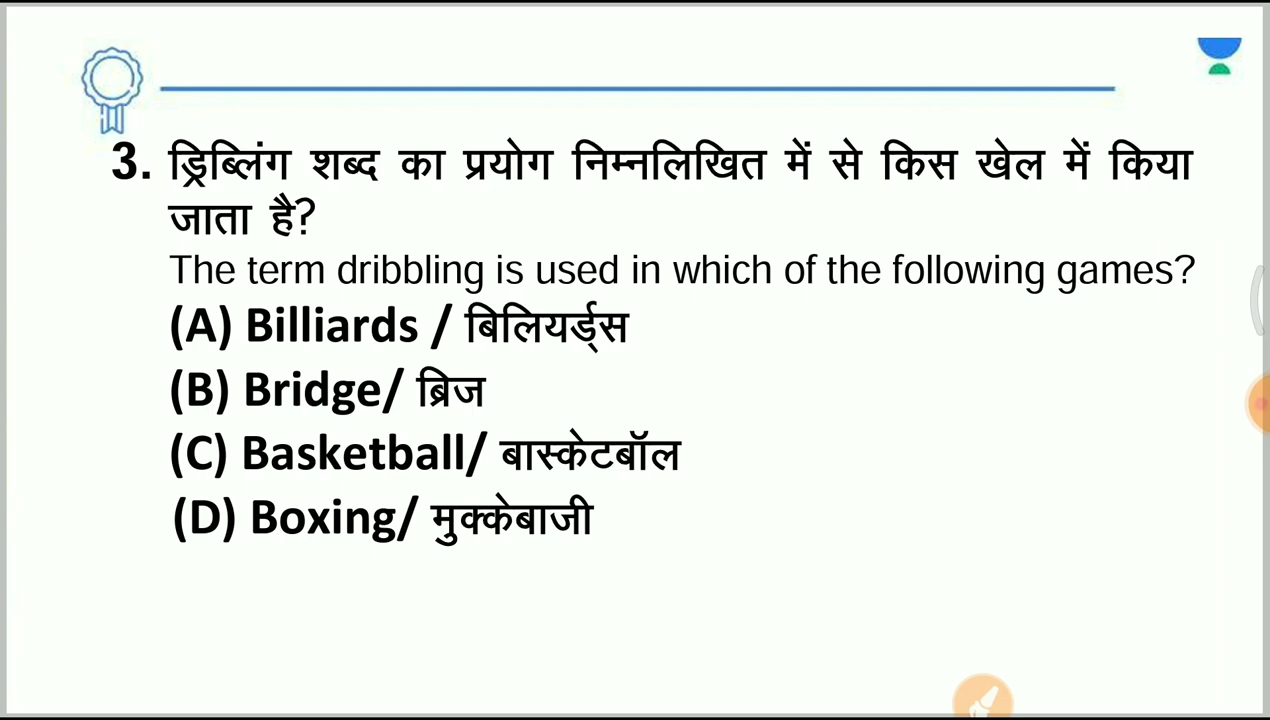 3. ड्रिब्लिंग शब्द का प्रयोग निम्नलिखित में से किस खेल में किया
जाता है?
The term dribbling is used in which of the following games?
(A) Billiards / बिलियर्ड्स
(B) Bridge/ ब्रिज
(C) Basketball/ बास्केटबॉल
(D) Boxing/ मुक्केबाजी